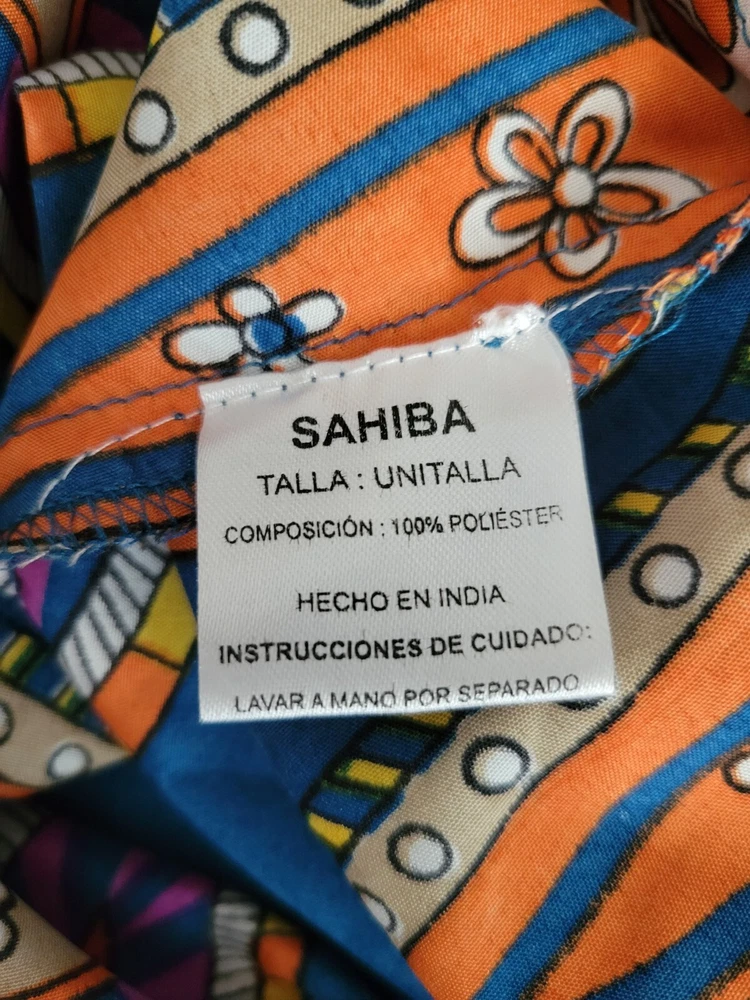 SAHIBA
TALLA : UNITALLA
COMPOSICIÓN : 100% POLIÉSTER
HECHO EN INDIA
INSTRUCCIONES DE CUIDADO:
LAVAR A MANO POR SEPARADO